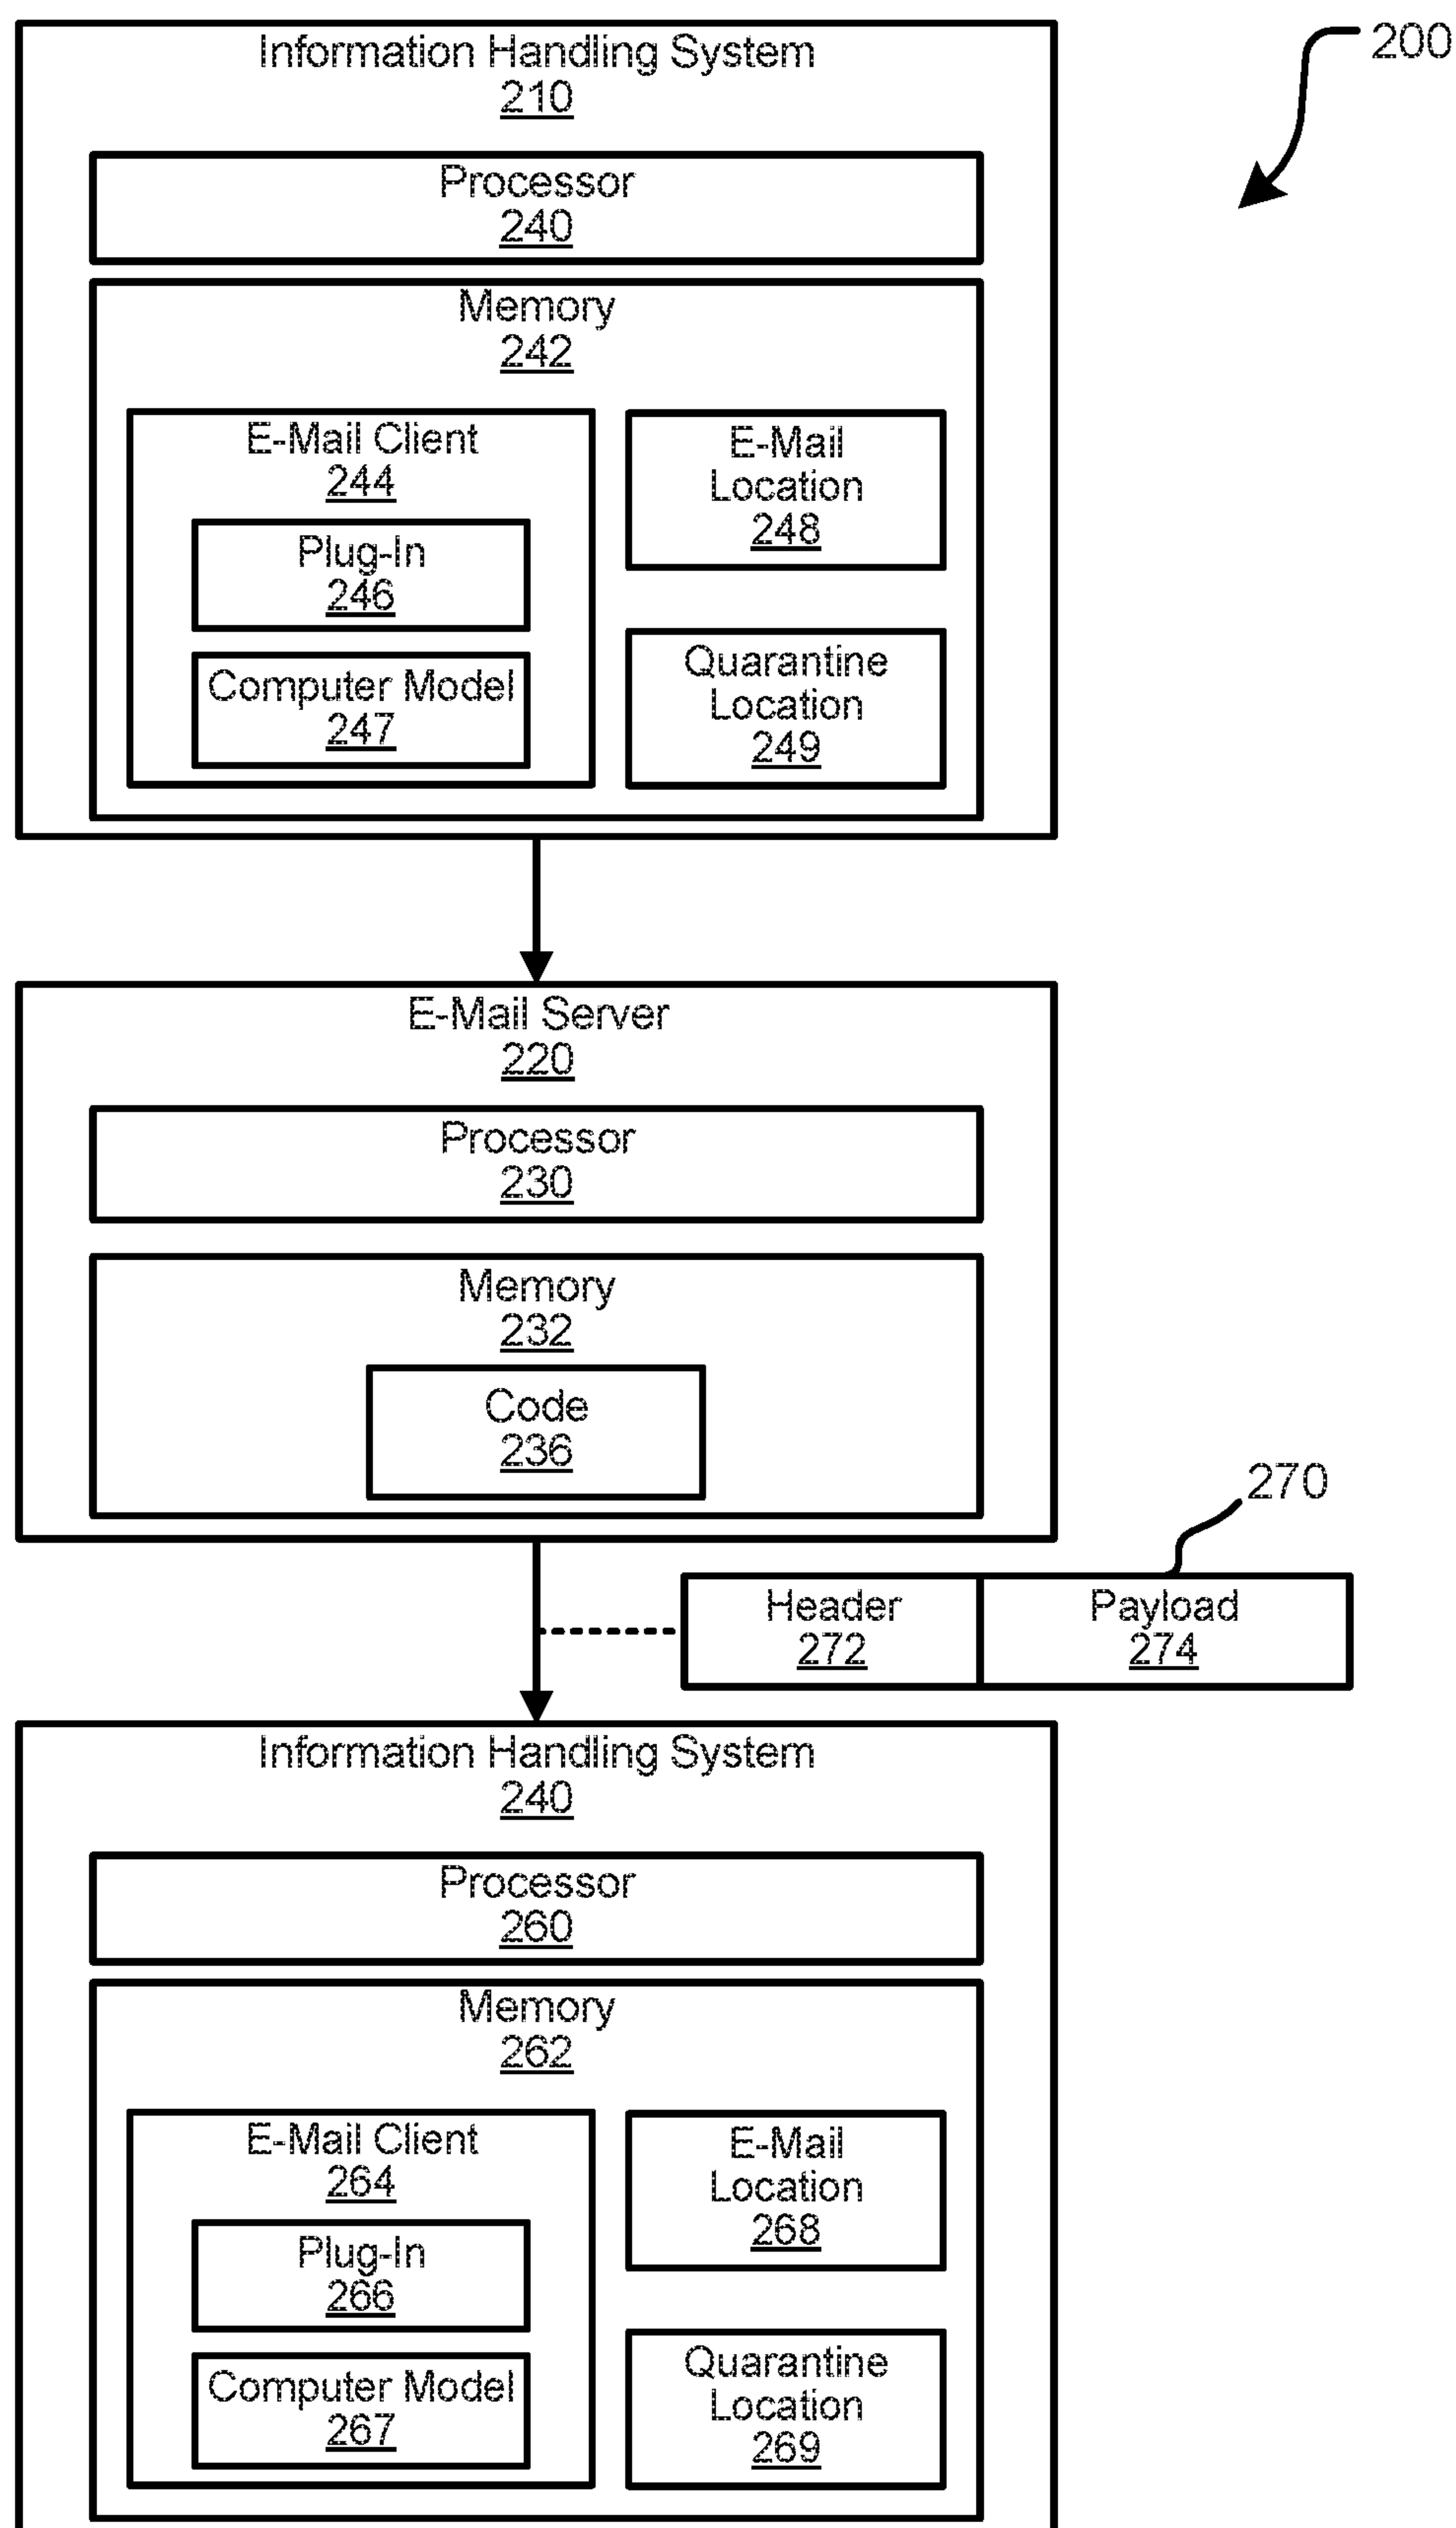 200
Information Handling System
210
Processor
240
Memory
242
E-Mail Client
244
Plug-In
246
Computer Model
247
E-Mail
Location
248
Quarantine
Location
249
E-Mail Server
220
Processor
230
Memory
232
Code
236
270
Header
272
Payload
274
Information Handling System
240
Processor
260
Memory
262
E-Mail Client
264
Plug-In
266
Computer Model
267
E-Mail
Location
268
Quarantine
Location
269